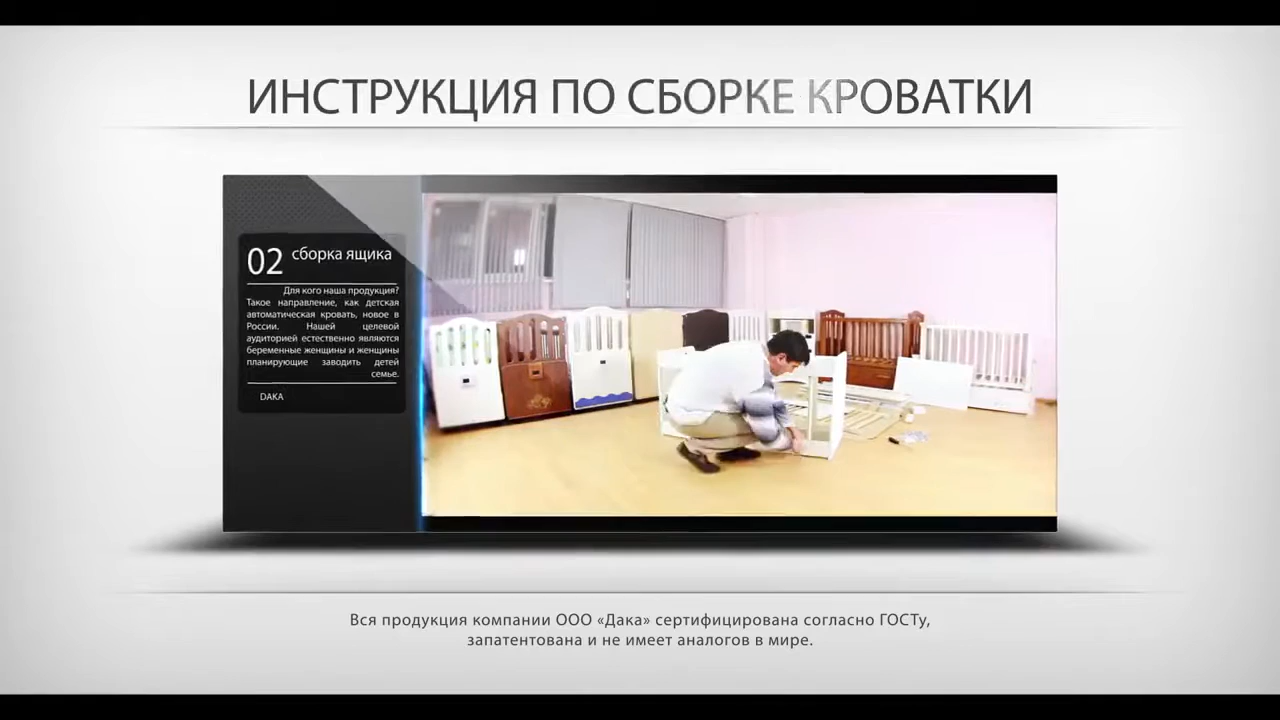 ИНСТРУКЦИЯ ПО СБОРКЕ КРОВАТКИ
02 сборка ящика
Для кого наша продукция?
Такое направление, как детская
автоматическая кровать, новое в
России. Нашей целевой
аудиторией естественно являются
беременные женщины и женщины
планирующие заводить детей
семье.
DAKA
Вся продукция компании ООО «Дака» сертифицирована согласно ГОСТу,
запатентована и не имеет аналогов в мире.